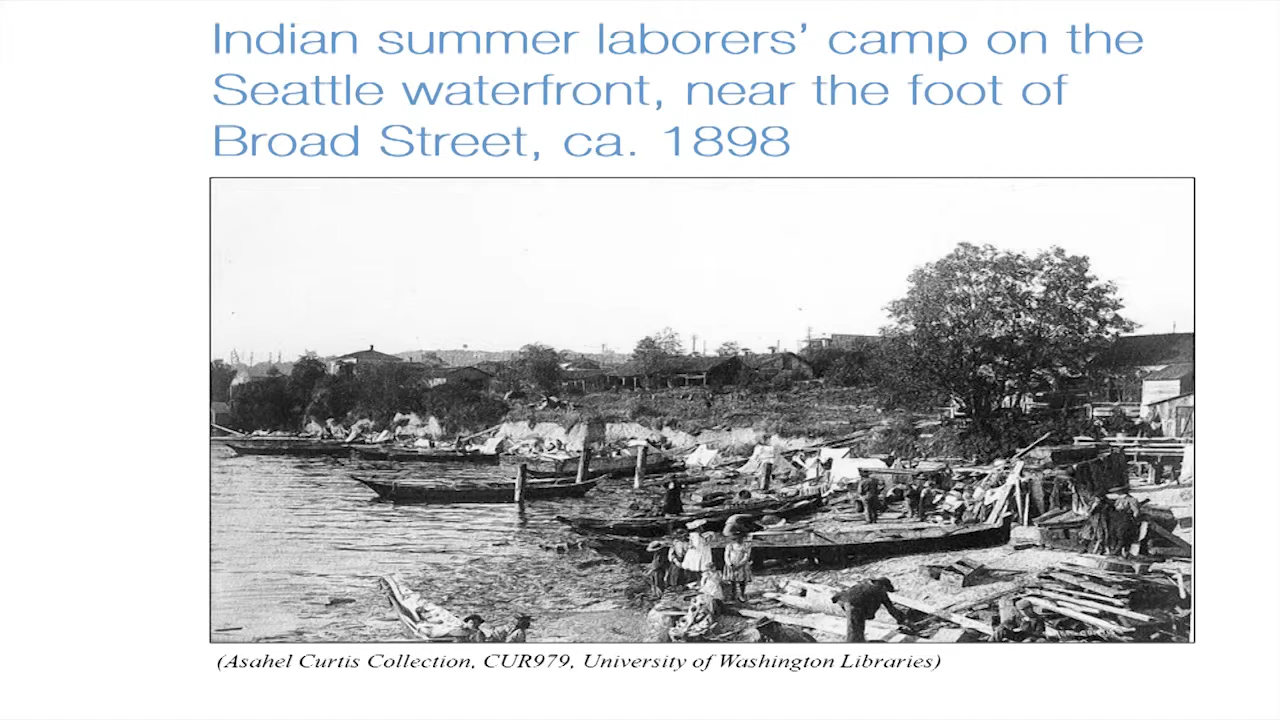 Indian summer laborers’ camp on the
Seattle waterfront, near the foot of
Broad Street, ca. 1898
(Asahel Curtis Collection, CUR979, University of Washington Libraries)